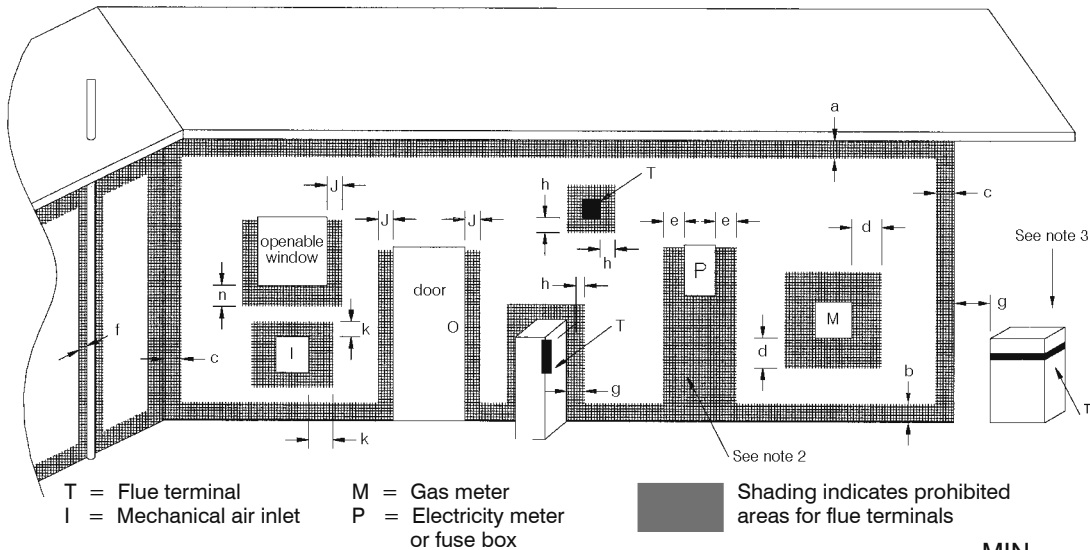 a
J
h
T
c
J
J
e
e
d
See note 3
openable
window
h
P
door
h
g
n
k
O
T
M
f
I
d
c
g
b
T
k
See note 2
T = Flue terminal
I = Mechanical air inlet
M = Gas meter
P = Electricity meter
or fuse box
Shading indicates prohibited
areas for flue terminals
MIN